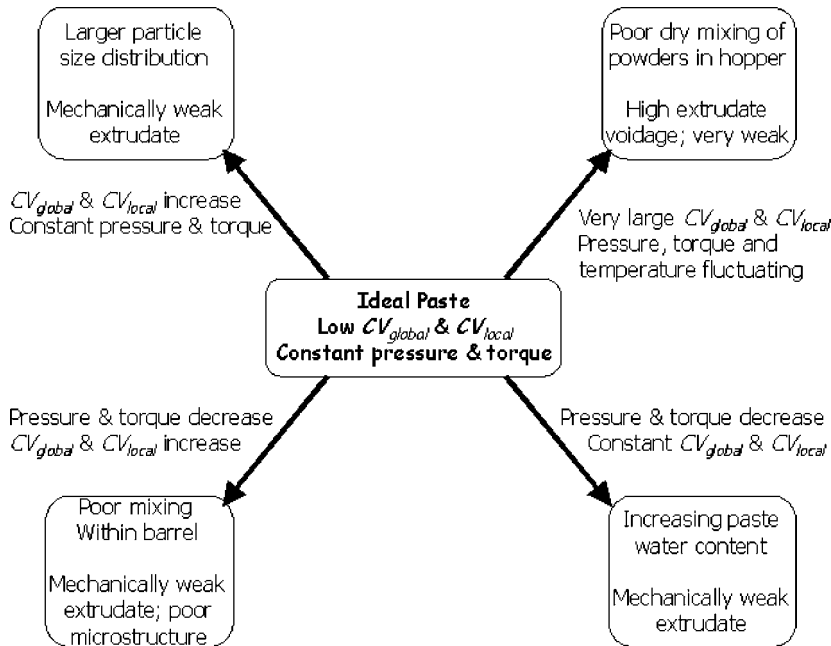 Larger particle
size distribution
Mechanically weak
extrudate
Poor dry mixing of
powders in hopper
High extrudate
voidage; very weak
CVglobal & CVlocal increase
Constant pressure & torque
Very large CVglobal & CVlocal
Pressure, torque and
temperature fluctuating
Ideal Paste
Low CVglobal & CVlocal
Constant pressure & torque
Pressure & torque decrease
CVglobal & CVlocal increase
Pressure & torque decrease
Constant CVglobal & CVlocal
Poor mixing
Within barrel
Mechanically weak
extrudate; poor
microstructure
Increasing paste
water content
Mechanically weak
extrudate